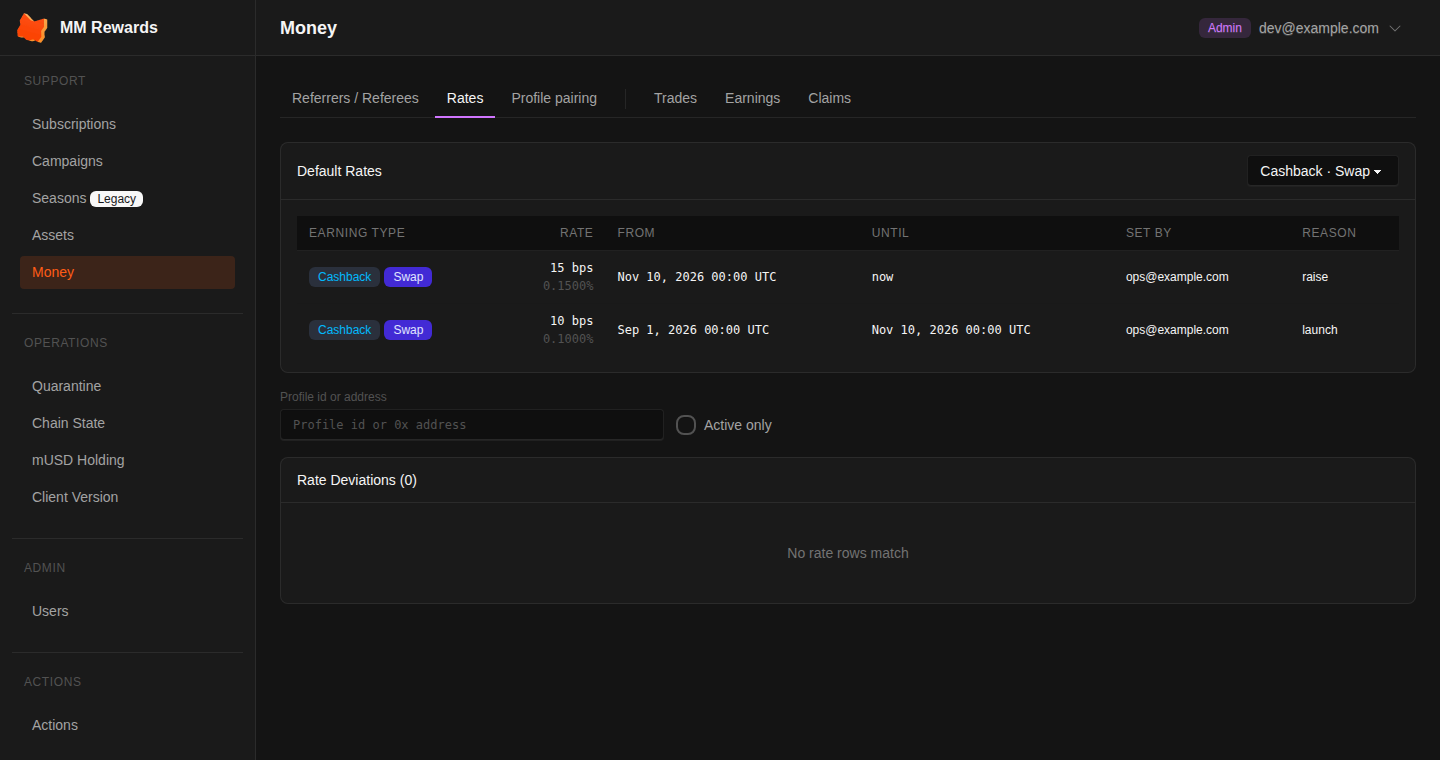 MM Rewards
Money
Admin dev@example.com
SUPPORT
Subscriptions
Campaigns
Seasons Legacy
Assets
Money
OPERATIONS
Quarantine
Chain State
mUSD Holding
Client Version
ADMIN
Users
ACTIONS
Actions
Referrers / Referees Rates Profile pairing Trades Earnings Claims
Default Rates Cashback · Swap
EARNING TYPE RATE FROM UNTIL SET BY REASON
Cashback Swap 15 bps 0.1500% Nov 10, 2026 00:00 UTC now ops@example.com raise
Cashback Swap 10 bps 0.1000% Sep 1, 2026 00:00 UTC Nov 10, 2026 00:00 UTC ops@example.com launch
Profile id or address
Profile id or 0x address Active only
Rate Deviations (0)
No rate rows match